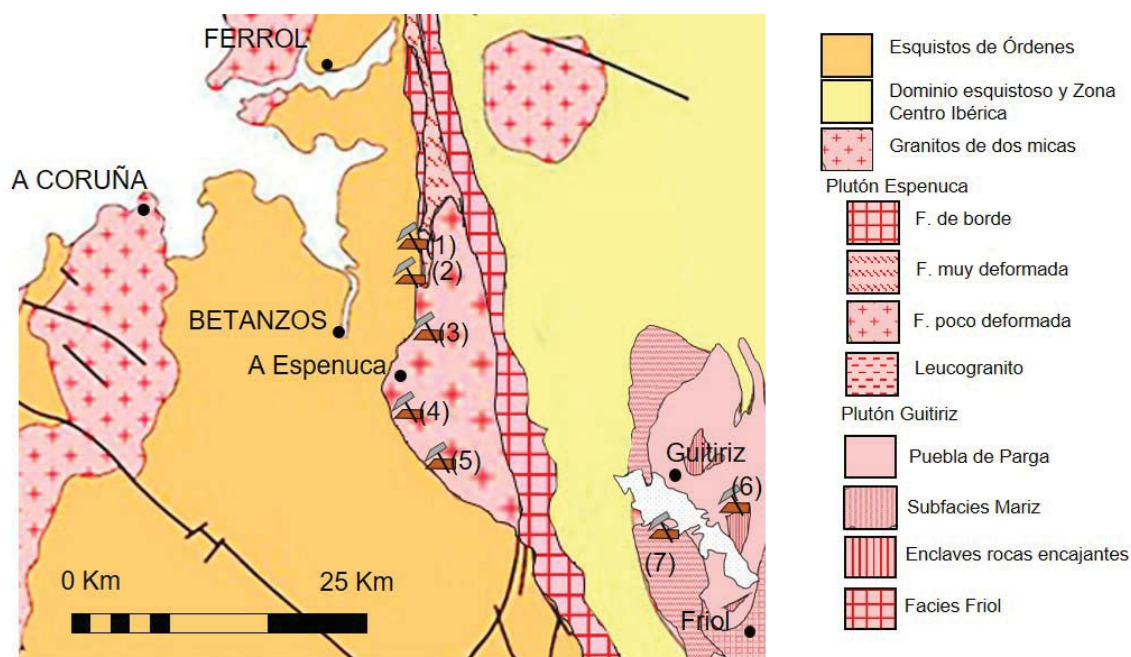 FERROL
A CORUÑA
(1)
(2)
BETANZOS
(3)
A Espenuca
(4)
(5)
Guitiriz
(6)
(7)
Friol
0 Km
25 Km
Esquistos de Órdenes
Dominio esquistoso y Zona
Centro Ibérica
Granitos de dos micas
Plutón Espenuca
F. de borde
F. muy deformada
F. poco deformada
Leucogranito
Plutón Guitiriz
Puebla de Parga
Subfacies Mariz
Enclaves rocas encajantes
Facies Friol